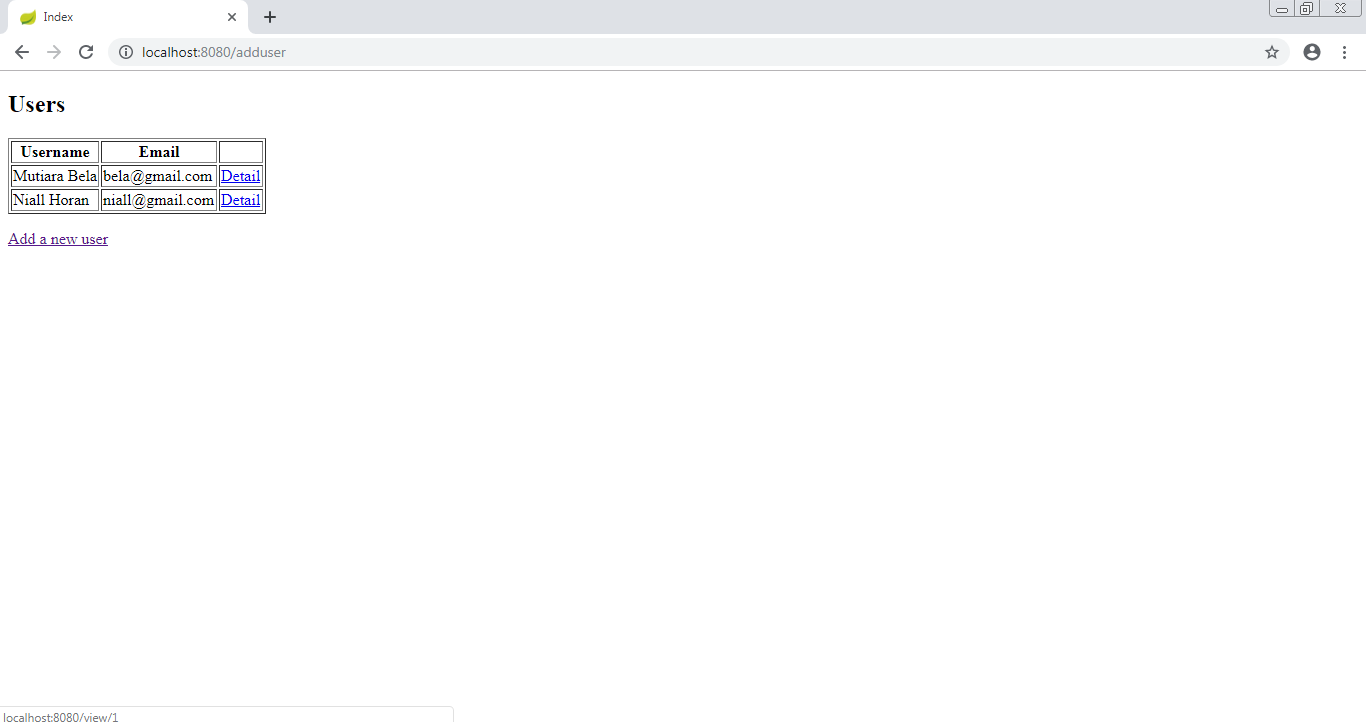 Index
localhost:8080/adduser
Users
Username Email
Mutiara Bela bela@gmail.com Detail
Niall Horan niall@gmail.com Detail
Add a new user
localhost:8080/view/1